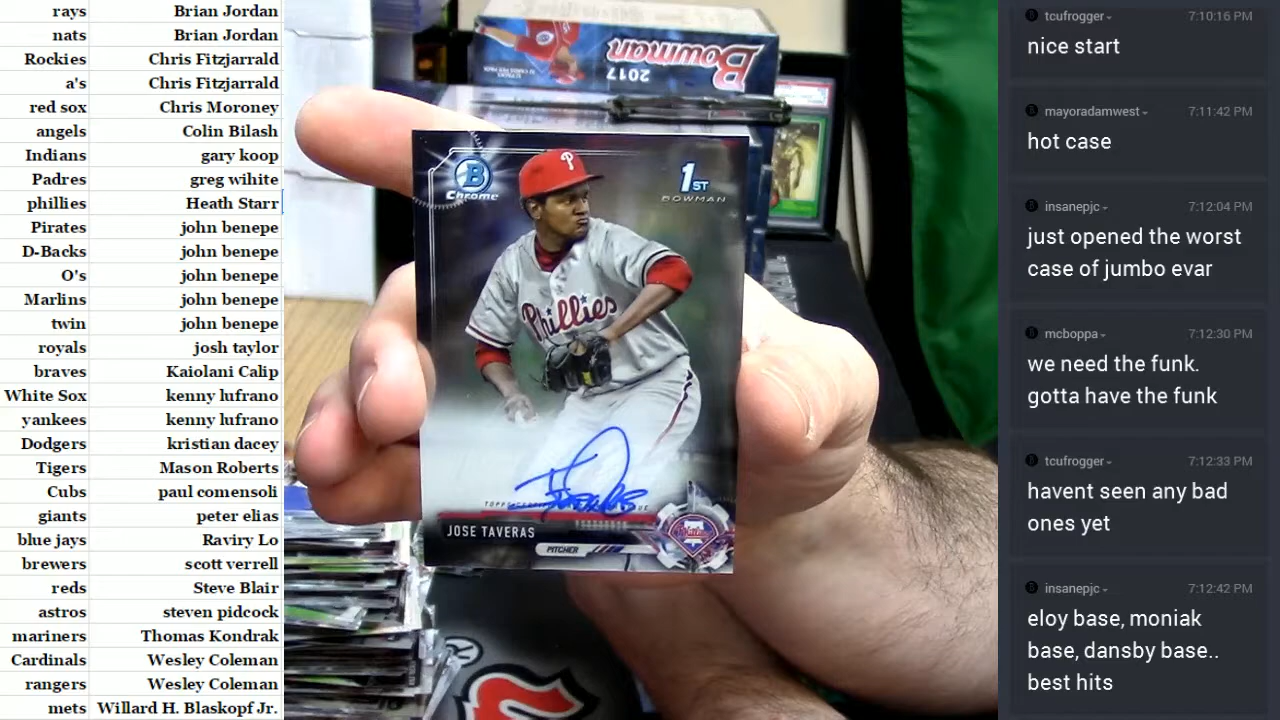 rays Brian Jordan
nats Brian Jordan
Rockies Chris Fitzjarrald
a's Chris Fitzjarrald
red sox Chris Moroney
angels Colin Bilash
Indians gary koop
Padres greg wihite
phillies Heath Starr
Pirates john benepe
D-Backs john benepe
O's john benepe
Marlins john benepe
twin john benepe
royals josh taylor
braves Kaiolani Calip
White Sox kenny lufrano
yankees kenny lufrano
Dodgers kristian dacey
Tigers Mason Roberts
Cubs paul comensoli
giants peter elias
blue jays Raviry Lo
brewers scott verrell
reds Steve Blair
astros steven pidcock
mariners Thomas Kondrak
Cardinals Wesley Coleman
rangers Wesley Coleman
mets Willard H. Blaskopf Jr.
2017
Bowman
B
Chrome
1ST
BOWMAN
P
Phillies
JOSE TAVERAS
PITCHER
Phillies
tcufrogger 7:10:16 PM
nice start
mayoradamwest 7:11:42 PM
hot case
insanepjc 7:12:04 PM
just opened the worst
case of jumbo evar
mcboppa 7:12:30 PM
we need the funk.
gotta have the funk
tcufrogger 7:12:33 PM
havent seen any bad
ones yet
insanepjc 7:12:42 PM
eloy base, moniak
base, dansby base..
best hits